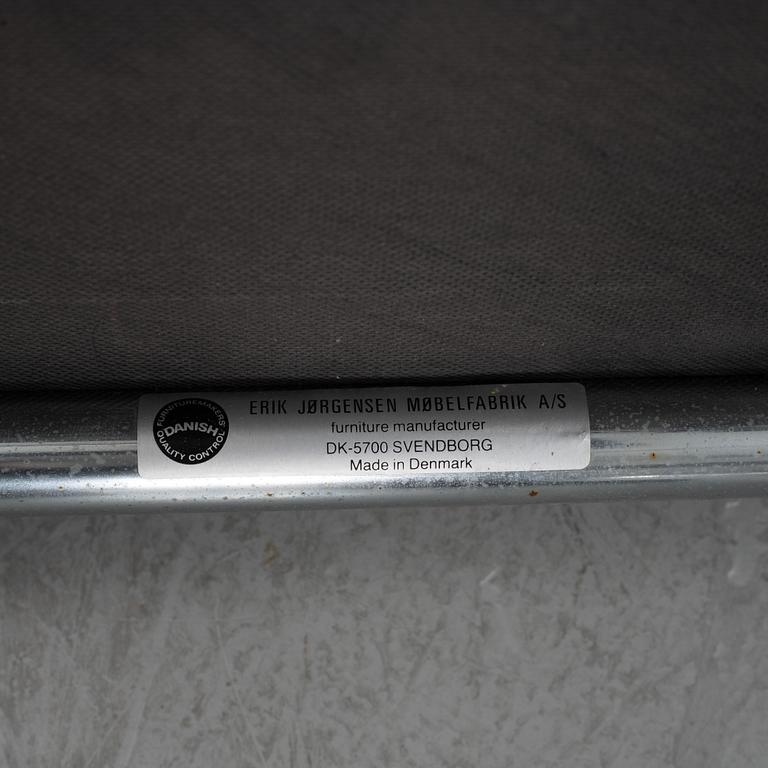 FURNITUREMAKERS'
DANISH
QUALITY CONTROL
ERIK JØRGENSEN MØBELFABRIK A/S
furniture manufacturer
DK-5700 SVENDBORG
Made in Denmark